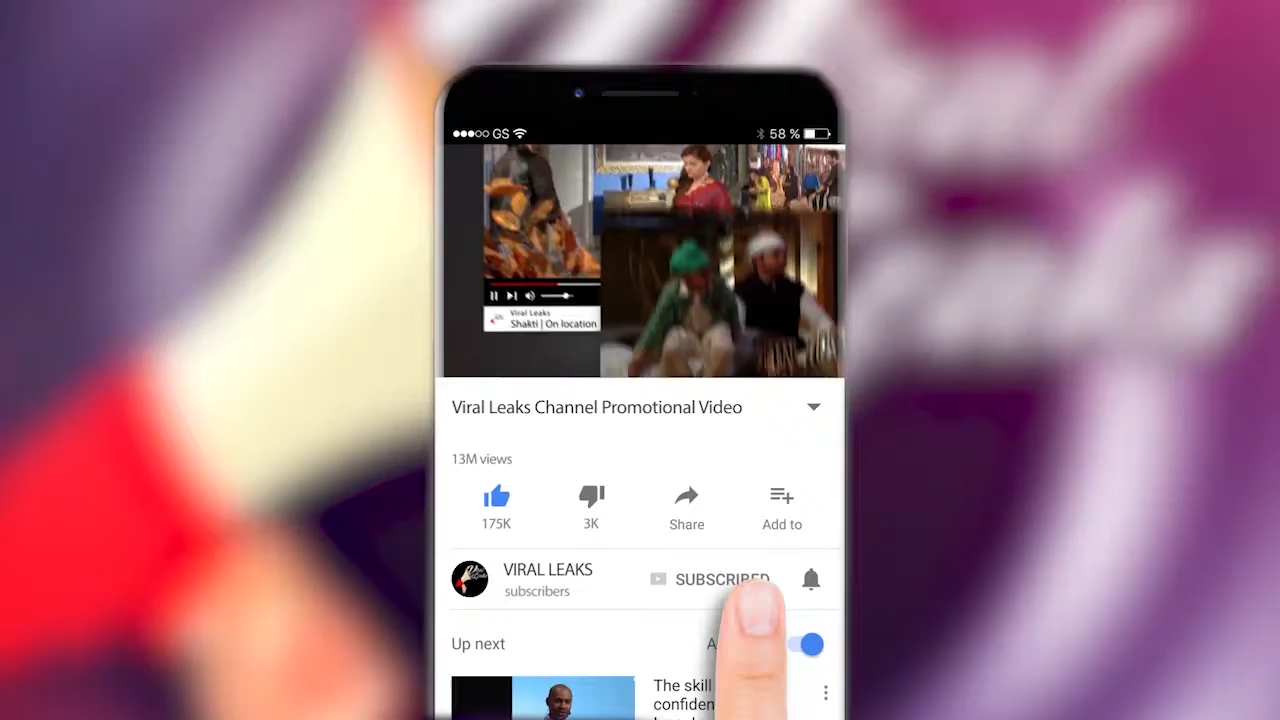 GS
58 %
Viral Leaks
Shakti | On location
Viral Leaks Channel Promotional Video
13M views
175K
3K
Share
Add to
VIRAL LEAKS
SUBSCRIBED
subscribers
Up next
The skill
confiden